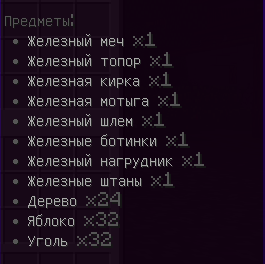 Предметы:
• Железный меч x1
• Железный топор x1
• Железная кирка x1
• Железная мотыга x1
• Железный шлем x1
• Железные ботинки x1
• Железный нагрудник x1
• Железные штаны x1
• Дерево x24
• Яблоко x32
• Уголь x32